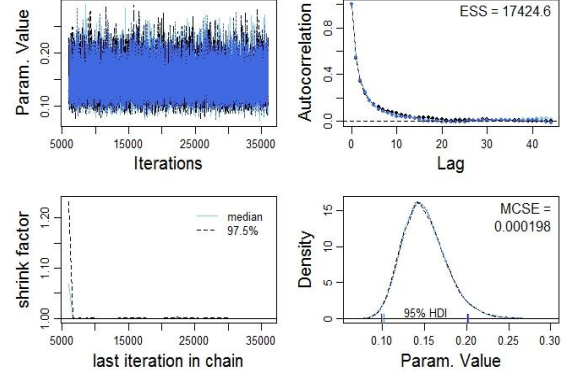 Param. Value
0.10 0.20
5000 15000 25000 35000
Iterations
ESS = 17424.6
Autocorrelation
0.0 0.4 0.8
0 10 20 30 40
Lag
shrink factor
1.00 1.10 1.20
median
97.5%
5000 15000 25000 35000
last iteration in chain
MCSE =
0.000198
Density
0 5 10 15
95% HDI
0.10 0.15 0.20 0.25 0.30
Param. Value